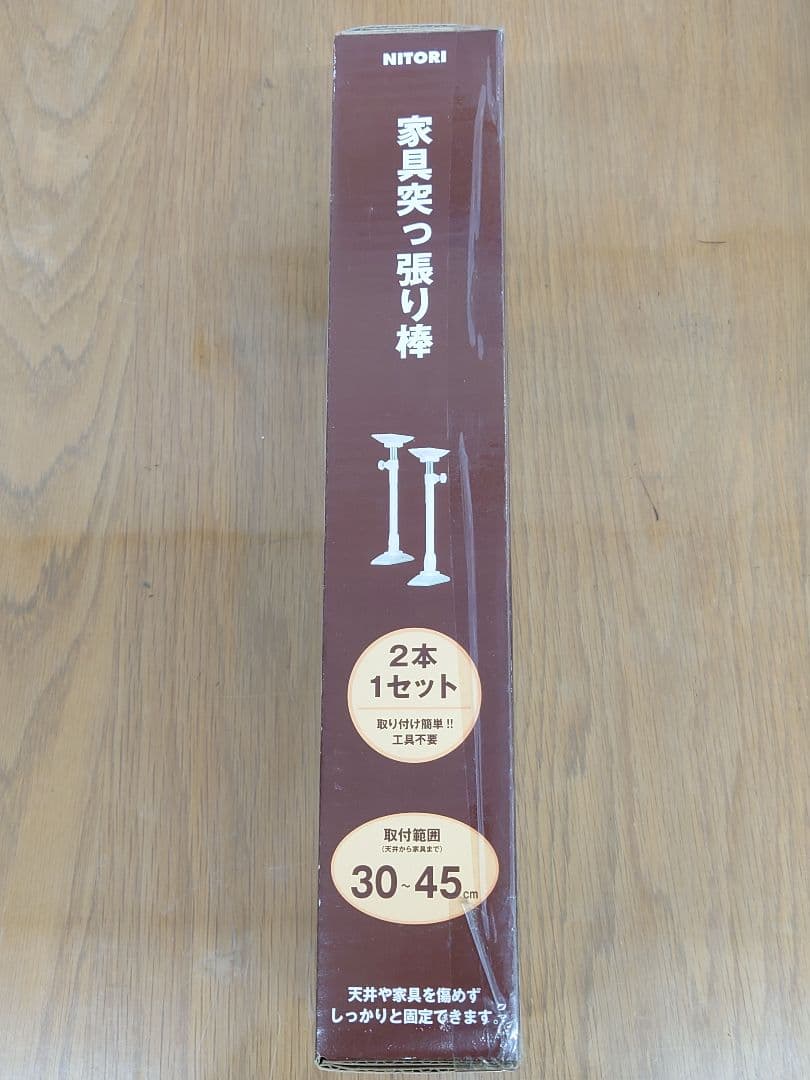 NITORI
家具突っ張り棒
2本
1セット
取り付け簡単!!
工具不要
取付範囲
(天井から家具まで)
30~45cm
天井や家具を傷めず
しっかりと固定できます。